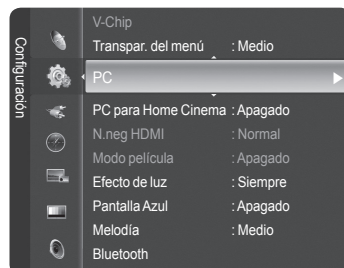 Configuración
V-Chip
Transpar. del menú : Medio
PC
PC para Home Cinema : Apagado
N.neg HDMI : Normal
Modo película : Apagado
Efecto de luz : Siempre
Pantalla Azul : Apagado
Melodía : Medio
Bluetooth